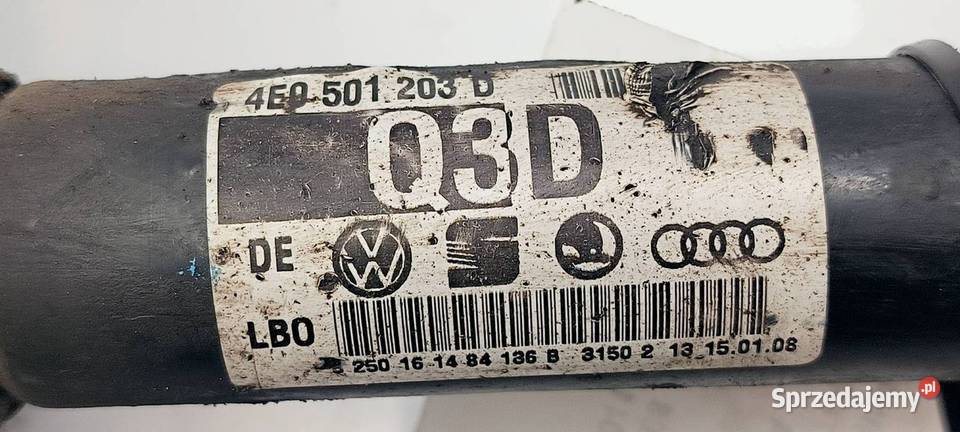 4E0 501 203 D
Q3D
DE
LBO
250 16 14 84 136 B 3150 2 13 15.01.08
Sprzedajemy.pl